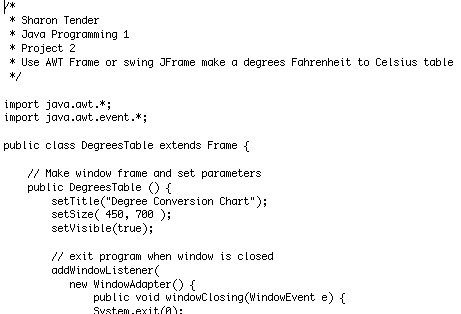 /*
 * Sharon Tender
 * Java Programming 1
 * Project 2
 * Use AWT Frame or swing JFrame make a degrees Fahrenheit to Celsius table
 */
import java.awt.*;
import java.awt.event.*;
public class DegreesTable extends Frame {
    // Make window frame and set parameters
    public DegreesTable () {
        setTitle("Degree Conversion Chart");
        setSize( 450, 700 );
        setVisible(true);
        // exit program when window is closed
        addWindowListener(
           new WindowAdapter() {
               public void windowClosing(WindowEvent e) {
               System.exit(0);